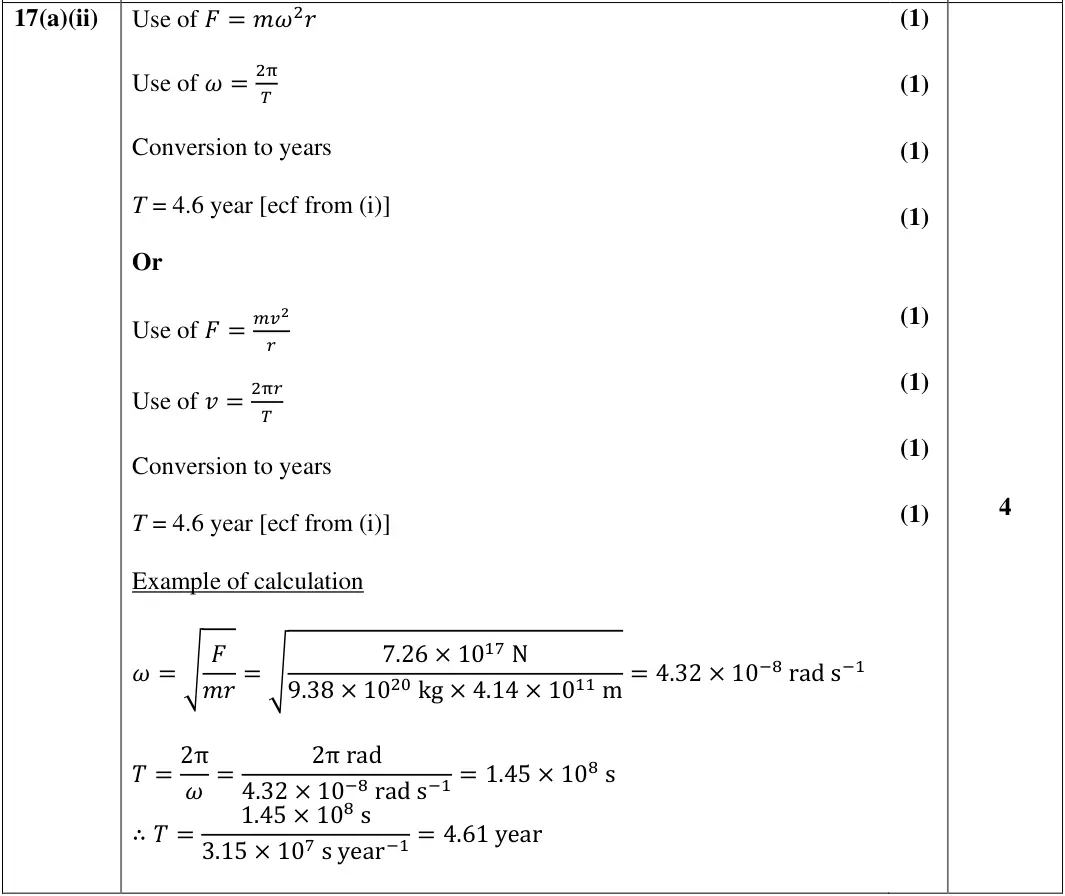 17(a)(ii) Use of 𝐹 = 𝑚𝜔²𝑟 (1)
Use of 𝜔 = 2π/𝑇 (1)
Conversion to years (1)
T = 4.6 year [ecf from (i)] (1)
Or
Use of 𝐹 = 𝑚𝑣²/𝑟 (1)
Use of 𝑣 = 2π𝑟/𝑇 (1)
Conversion to years (1)
T = 4.6 year [ecf from (i)] (1) 4
Example of calculation
𝜔 = √(𝐹/𝑚𝑟) = √(7.26 × 10¹⁷ N / 9.38 × 10²⁰ kg × 4.14 × 10¹¹ m) = 4.32 × 10⁻⁸ rad s⁻¹
𝑇 = 2π/𝜔 = 2π rad / 4.32 × 10⁻⁸ rad s⁻¹ = 1.45 × 10⁸ s
∴ 𝑇 = 1.45 × 10⁸ s / 3.15 × 10⁷ s year⁻¹ = 4.61 year